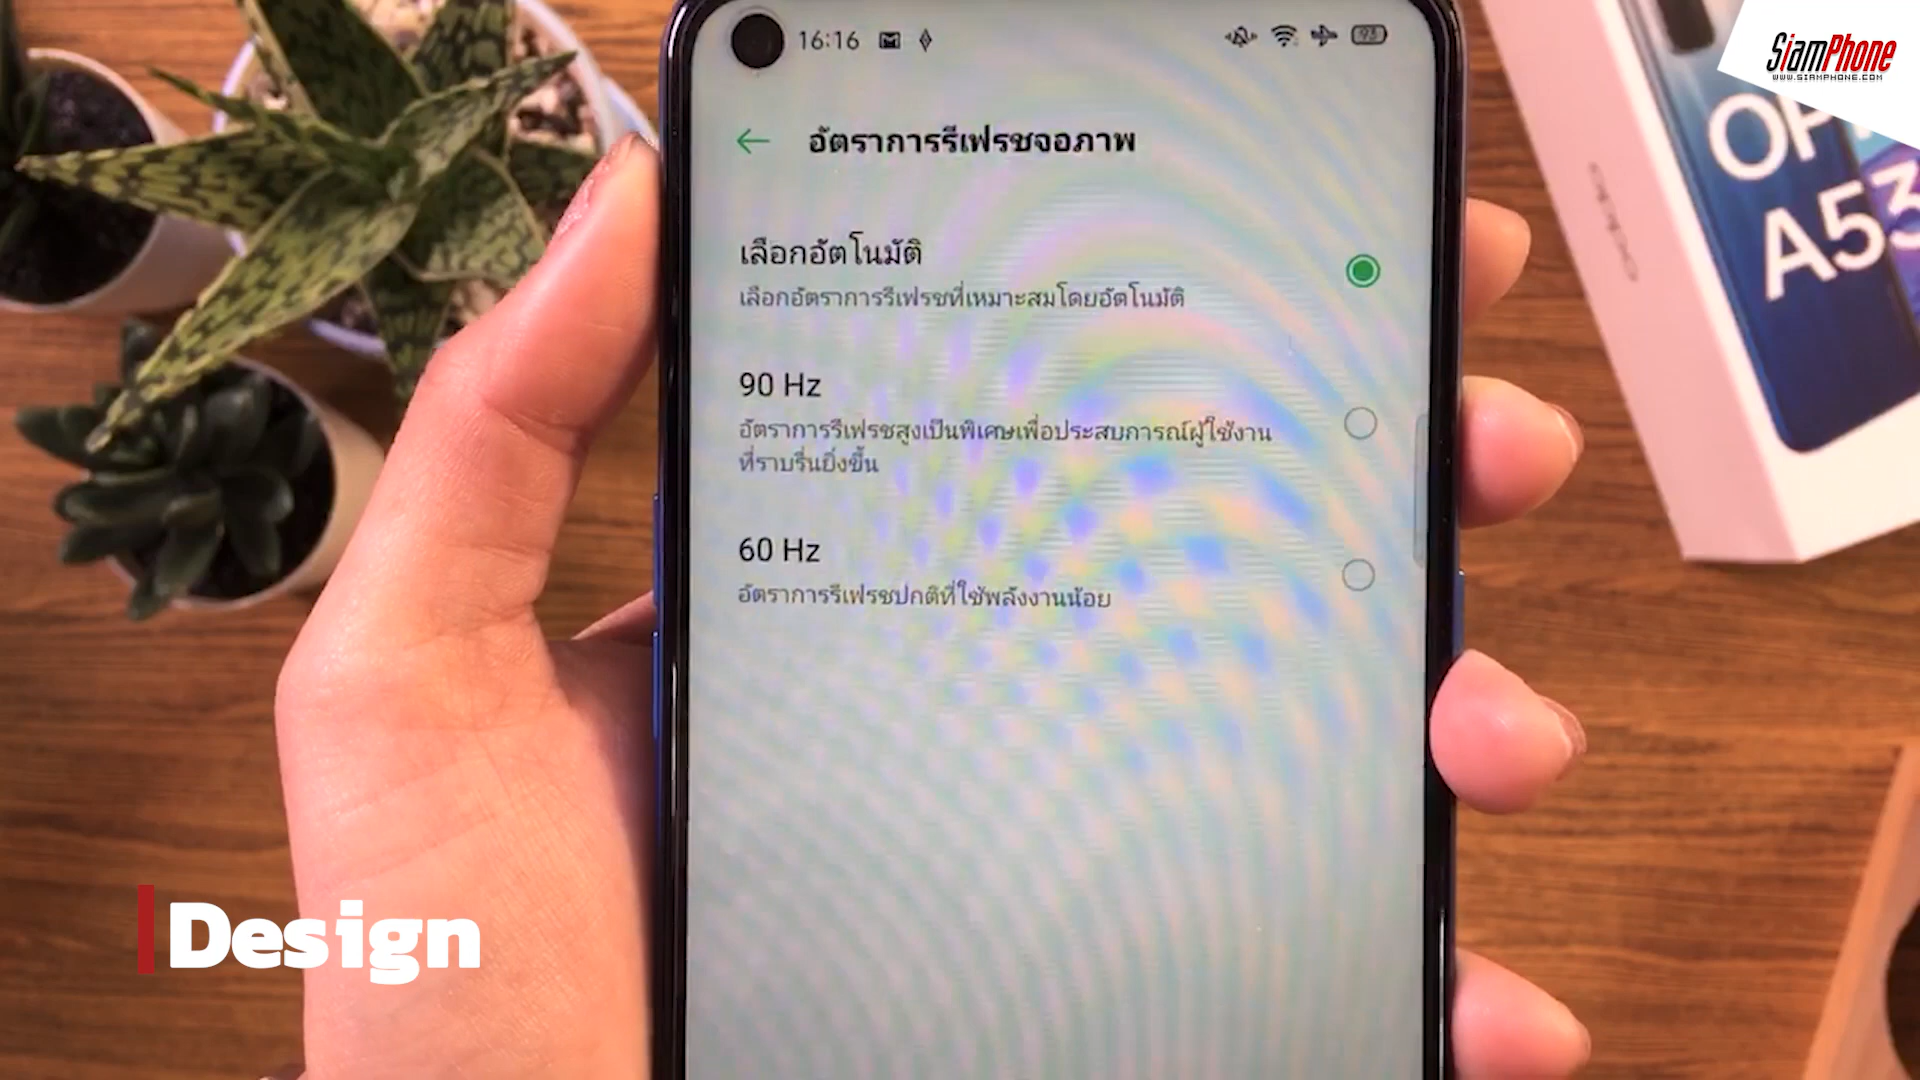 16:16
93
SiamPhone
WWW.SIAMPHONE.COM
อัตราการรีเฟรชจอภาพ
เลือกอัตโนมัติ
เลือกอัตราการรีเฟรชที่เหมาะสมโดยอัตโนมัติ
90 Hz
อัตราการรีเฟรชสูงเป็นพิเศษเพื่อประสบการณ์ผู้ใช้งาน
ที่ราบรื่นยิ่งขึ้น
60 Hz
อัตราการรีเฟรชปกติที่ใช้พลังงานน้อย
oppo
A53
Design